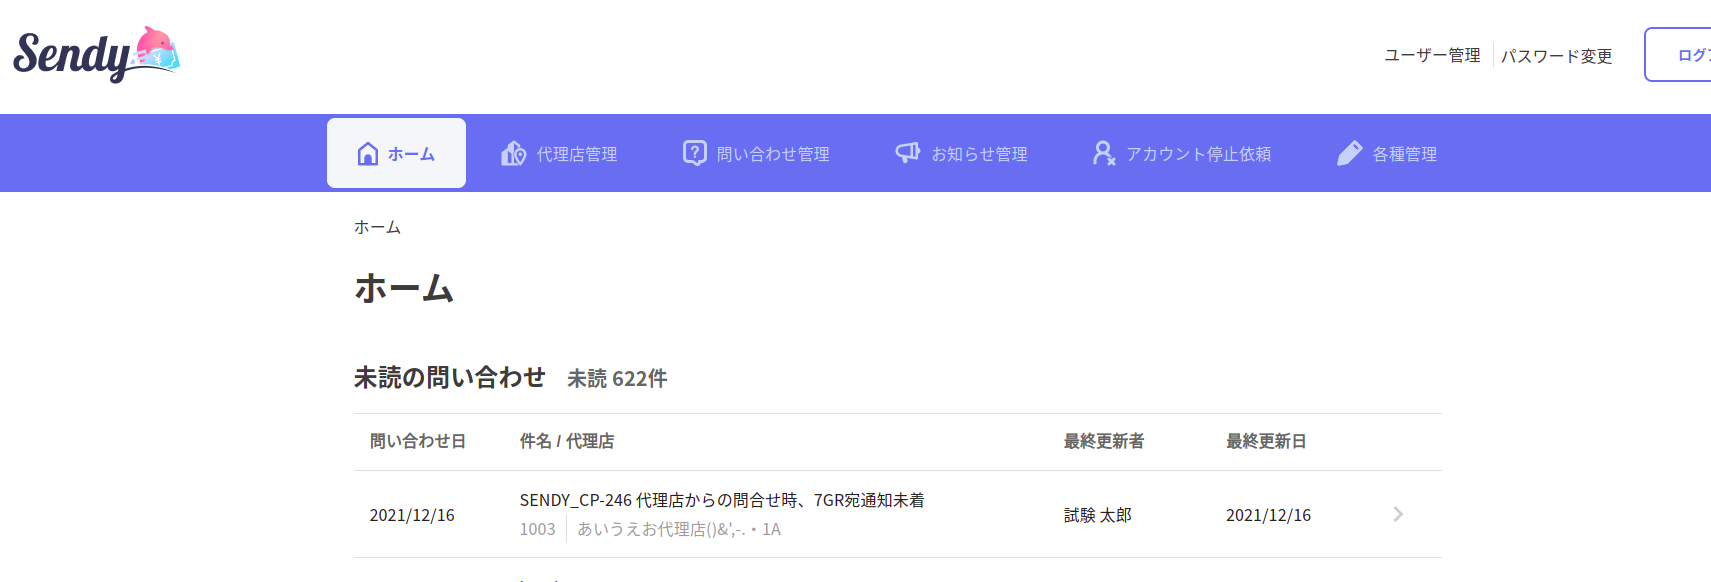 Sendy
ユーザー管理 パスワード変更
ホーム 代理店管理 問い合わせ管理 お知らせ管理 アカウント停止依頼 各種管理
ホーム
ホーム
未読の問い合わせ 未読 622件
問い合わせ日 件名 / 代理店 最終更新者 最終更新日
SENDY_CP-246 代理店からの問合せ時、7GR宛通知未着
2021/12/16 試験 太郎 2021/12/16
1003 あいうえお代理店()&',-.・1A